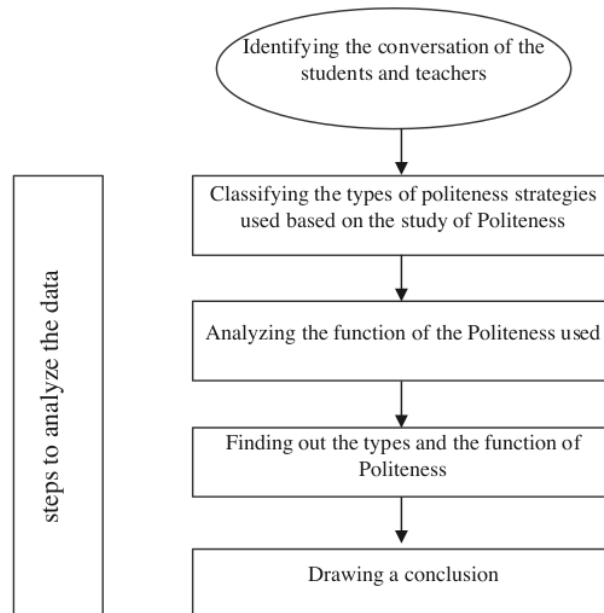 Identifying the conversation of the
students and teachers
Classifying the types of politeness strategies
used based on the study of Politeness
Analyzing the function of the Politeness used
Finding out the types and the function of
Politeness
Drawing a conclusion
steps to analyze the data